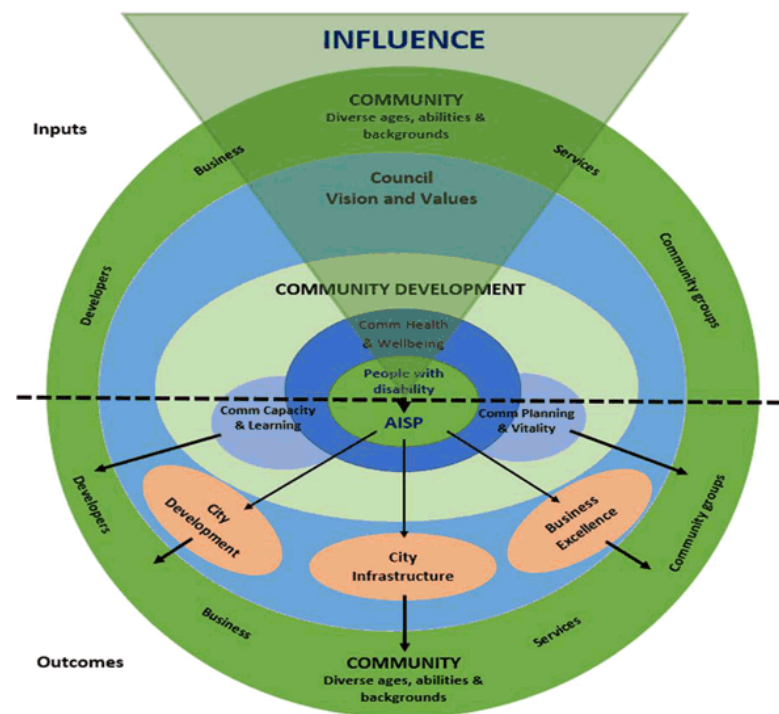 INFLUENCE
COMMUNITY
Diverse ages, abilities &
backgrounds
Inputs
Business
Services
Council
Vision and Values
Developers
Community groups
COMMUNITY DEVELOPMENT
Comm Health
& Wellbeing
People with
disability
Comm Capacity
& Learning
AISP
Comm Planning
& Vitality
Developers
City
Development
City
Infrastructure
Business
Excellence
Community groups
Business
Services
Outcomes
COMMUNITY
Diverse ages, abilities &
backgrounds